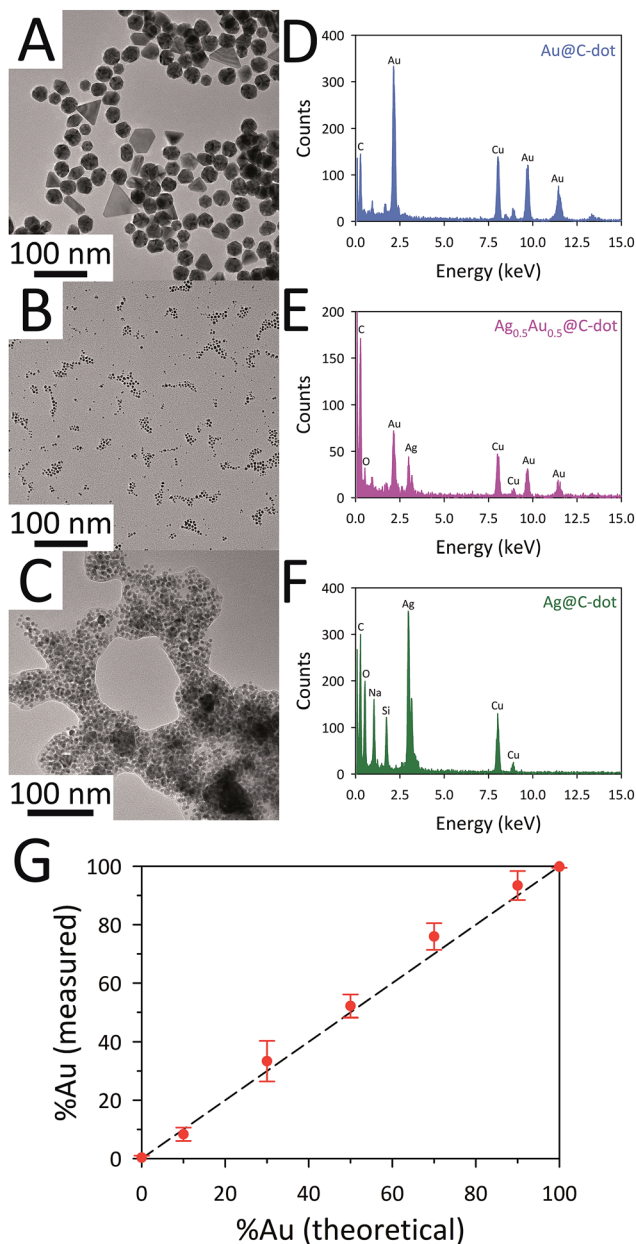 A
100 nm
D
Au@C-dot
400
300
200
100
0
Counts
C
Au
Cu
Au
Au
0.0 2.5 5.0 7.5 10.0 12.5 15.0
Energy (keV)
B
100 nm
E
Ag0.5Au0.5@C-dot
200
150
100
50
0
Counts
C
O
Au
Ag
Cu
Cu
Au
Au
0.0 2.5 5.0 7.5 10.0 12.5 15.0
Energy (keV)
C
100 nm
F
Ag@C-dot
400
300
200
100
0
Counts
C
O
Na
Si
Ag
Cu
Cu
0.0 2.5 5.0 7.5 10.0 12.5 15.0
Energy (keV)
G
100
80
60
40
20
0
%Au (measured)
0 20 40 60 80 100
%Au (theoretical)